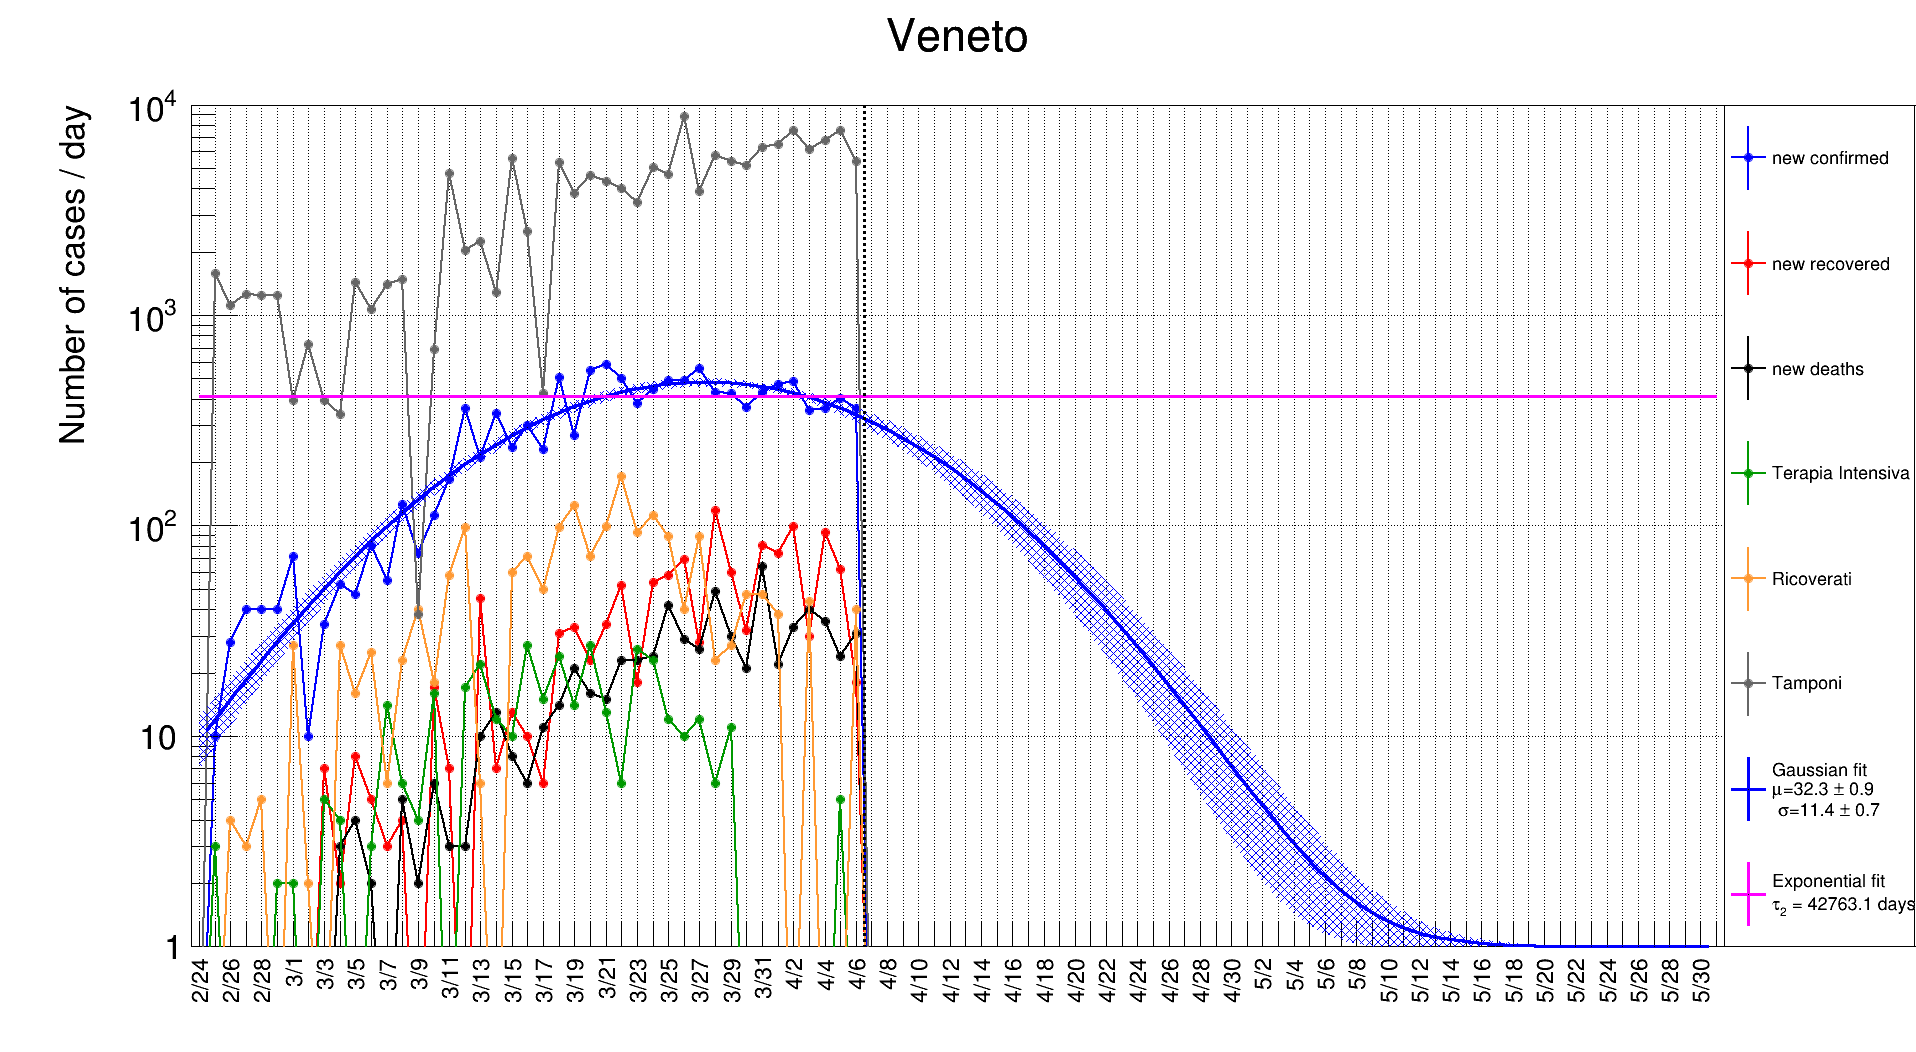 Veneto
Number of cases / day
10⁴
10³
10²
10
1
2/24 2/26 2/28 3/1 3/3 3/5 3/7 3/9 3/11 3/13 3/15 3/17 3/19 3/21 3/23 3/25 3/27 3/29 3/31 4/2 4/4 4/6 4/8 4/10 4/12 4/14 4/16 4/18 4/20 4/22 4/24 4/26 4/28 4/30 5/2 5/4 5/6 5/8 5/10 5/12 5/14 5/16 5/18 5/20 5/22 5/24 5/26 5/28 5/30
new confirmed
new recovered
new deaths
Terapia Intensiva
Ricoverati
Tamponi
Gaussian fit
μ=32.3 ± 0.9
σ=11.4 ± 0.7
Exponential fit
τ₂ = 42763.1 days